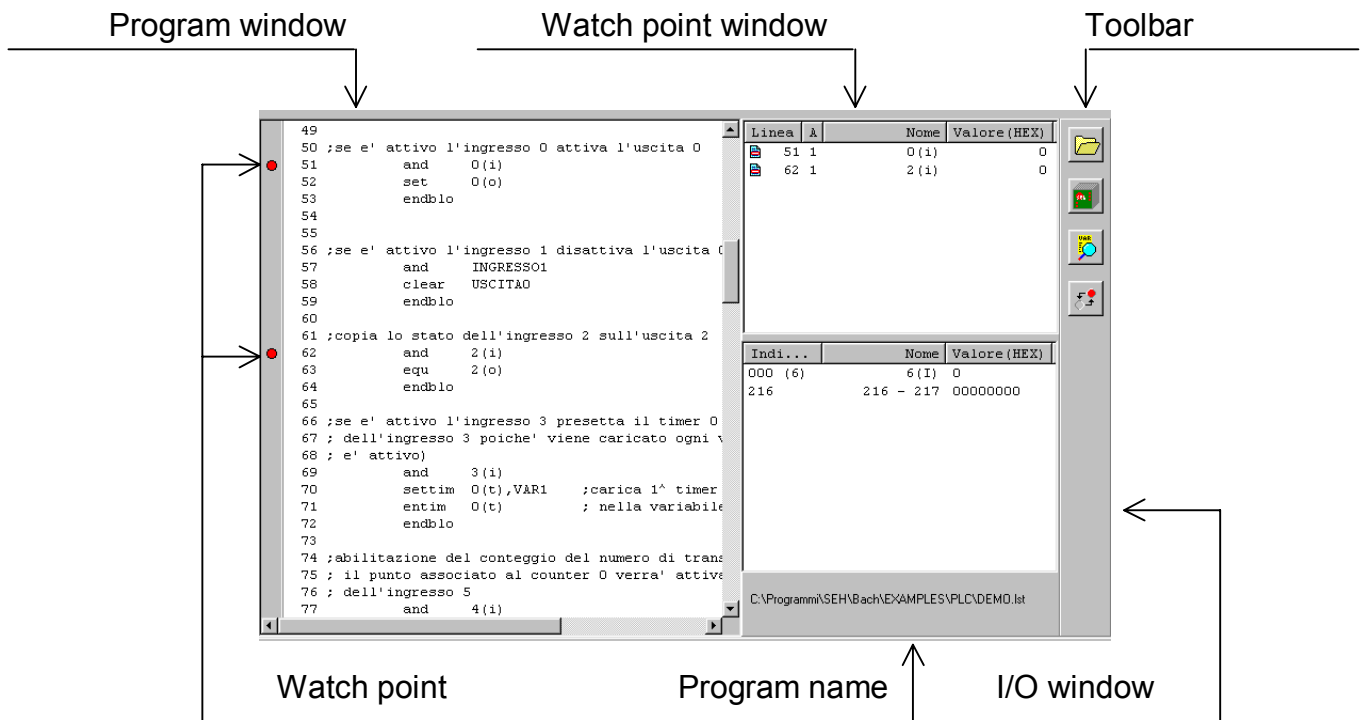 Program window
Watch point window
Toolbar
49
50 ;se e' attivo l'ingresso 0 attiva l'uscita 0
51 and 0(i)
52 set 0(o)
53 endblo
54
55
56 ;se e' attivo l'ingresso 1 disattiva l'uscita 0
57 and INGRESSO1
58 clear USCITA0
59 endblo
60
61 ;copia lo stato dell'ingresso 2 sull'uscita 2
62 and 2(i)
63 equ 2(o)
64 endblo
65
66 ;se e' attivo l'ingresso 3 presetta il timer 0
67 ; dell'ingresso 3 poiche' viene caricato ogni v
68 ; e' attivo)
69 and 3(i)
70 settim 0(t),VAR1 ;carica 1^ timer
71 entim 0(t) ; nella variabile
72 endblo
73
74 ;abilitazione del conteggio del numero di trans
75 ; il punto associato al counter 0 verra' attiva
76 ; dell'ingresso 5
77 and 4(i)
Linea A Nome Valore(HEX)
51 1 0(i) 0
62 1 2(i) 0
VAR
Indi... Nome Valore(HEX)
000 (6) 6(I) 0
216 216 - 217 00000000
C:\Programmi\SEH\Bach\EXAMPLES\PLC\DEMO.lst
Watch point
Program name
I/O window